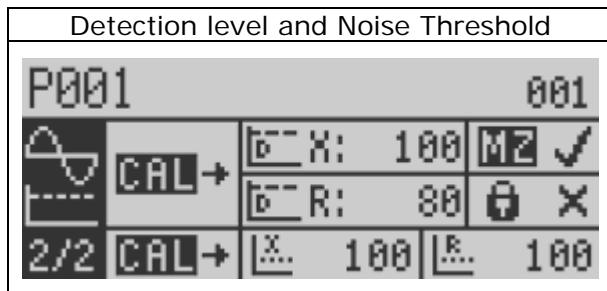 Detection level and Noise Threshold
P001 001
CAL D X: 100 MZ
D R: 80
2/2 CAL X 100 R 100